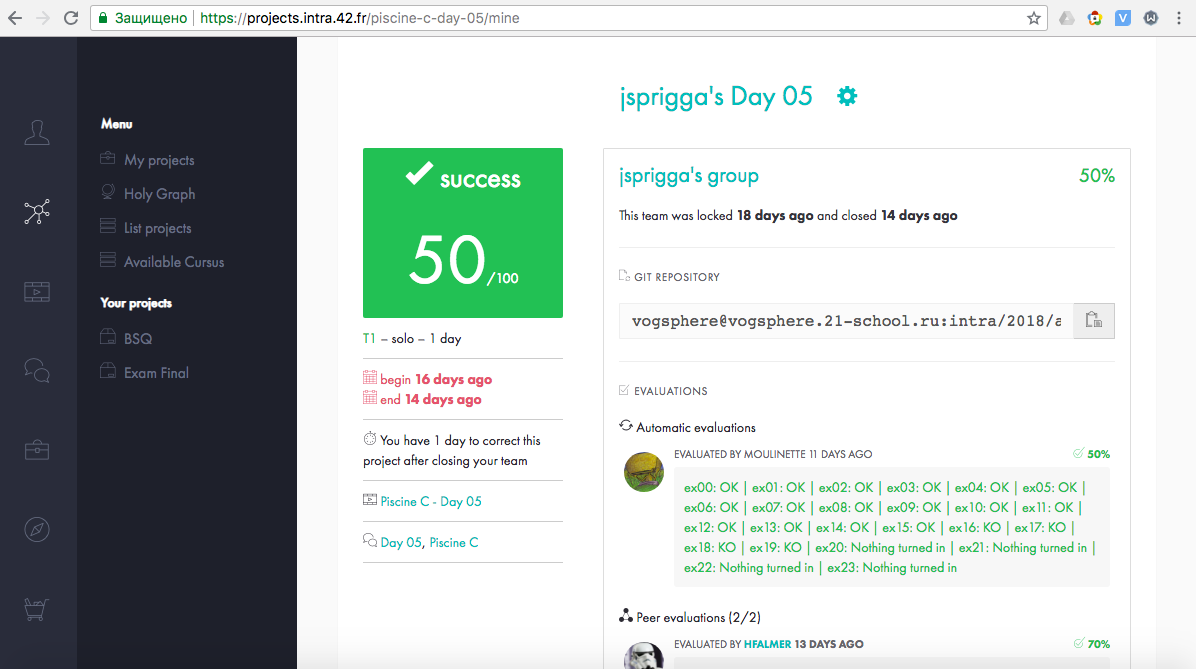 Защищено
https://projects.intra.42.fr/piscine-c-day-05/mine
Menu
My projects
Holy Graph
List projects
Available Cursus
Your projects
BSQ
Exam Final
jsprigga's Day 05
success
50/100
T1 – solo – 1 day
begin 16 days ago
end 14 days ago
You have 1 day to correct this
project after closing your team
Piscine C - Day 05
Day 05, Piscine C
jsprigga's group
50%
This team was locked 18 days ago and closed 14 days ago
GIT REPOSITORY
vogsphere@vogsphere.21-school.ru:intra/2018/a
EVALUATIONS
Automatic evaluations
EVALUATED BY MOULINETTE 11 DAYS AGO
50%
ex00: OK | ex01: OK | ex02: OK | ex03: OK | ex04: OK | ex05: OK |
ex06: OK | ex07: OK | ex08: OK | ex09: OK | ex10: OK | ex11: OK |
ex12: OK | ex13: OK | ex14: OK | ex15: OK | ex16: KO | ex17: KO |
ex18: KO | ex19: KO | ex20: Nothing turned in | ex21: Nothing turned in |
ex22: Nothing turned in | ex23: Nothing turned in
Peer evaluations (2/2)
EVALUATED BY HFALMER 13 DAYS AGO
70%